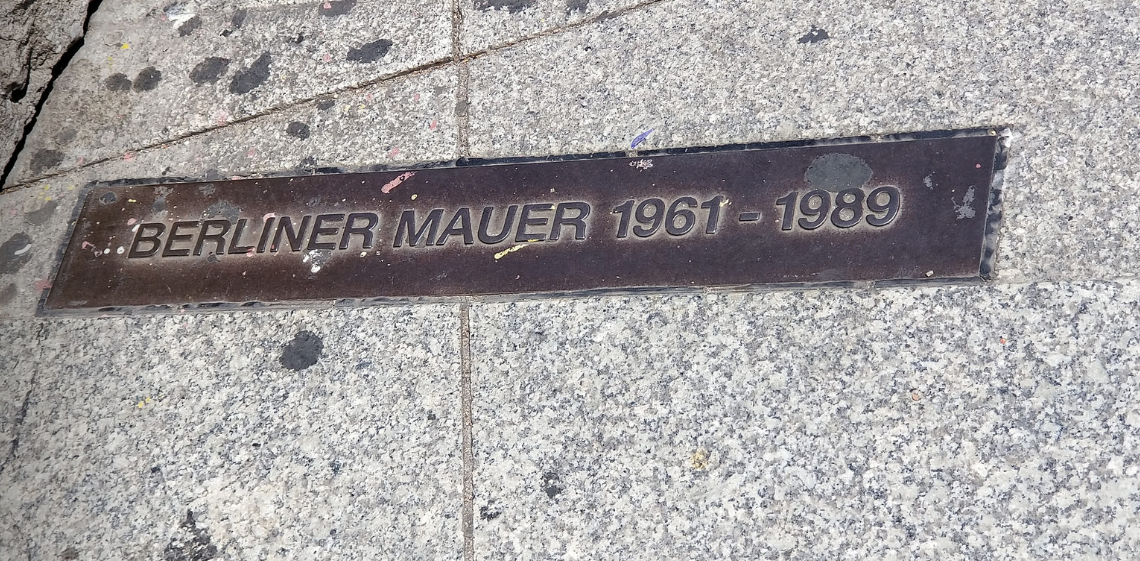 BERLINER MAUER 1961 - 1989